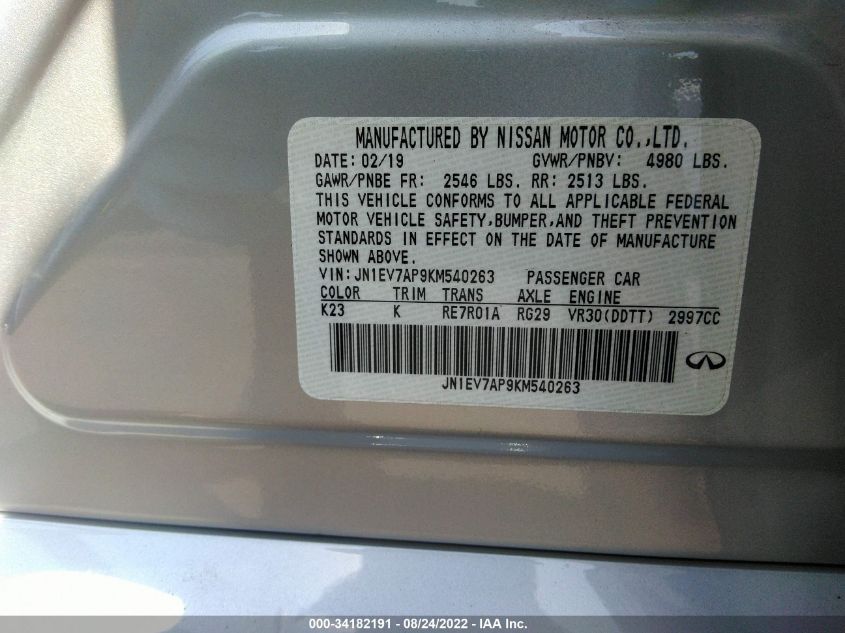 MANUFACTURED BY NISSAN MOTOR CO.,LTD.
DATE: 02/19 GVWR/PNBV: 4980 LBS.
GAWR/PNBE FR: 2546 LBS. RR: 2513 LBS.
THIS VEHICLE CONFORMS TO ALL APPLICABLE FEDERAL
MOTOR VEHICLE SAFETY,BUMPER,AND THEFT PREVENTION
STANDARDS IN EFFECT ON THE DATE OF MANUFACTURE
SHOWN ABOVE.
VIN:JN1EV7AP9KM540263 PASSENGER CAR
COLOR TRIM TRANS AXLE ENGINE
K23 K RE7R01A RG29 VR30(DDTT) 2997CC
JN1EV7AP9KM540263
000-34182191 - 08/24/2022 - IAA Inc.